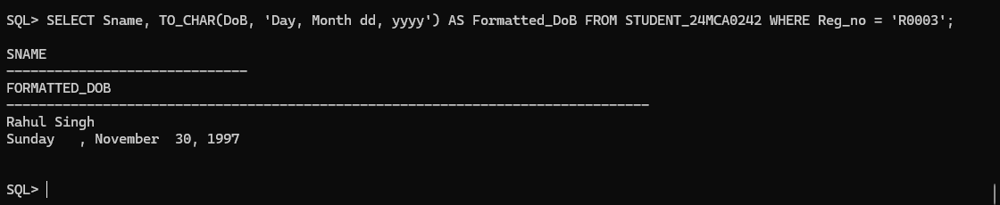 SQL> SELECT Sname, TO_CHAR(DoB, 'Day, Month dd, yyyy') AS Formatted_DoB FROM STUDENT_24MCA0242 WHERE Reg_no = 'R0003';
SNAME
------------------------------
FORMATTED_DOB
--------------------------------------------------------------------------------
Rahul Singh
Sunday   , November  30, 1997
SQL>